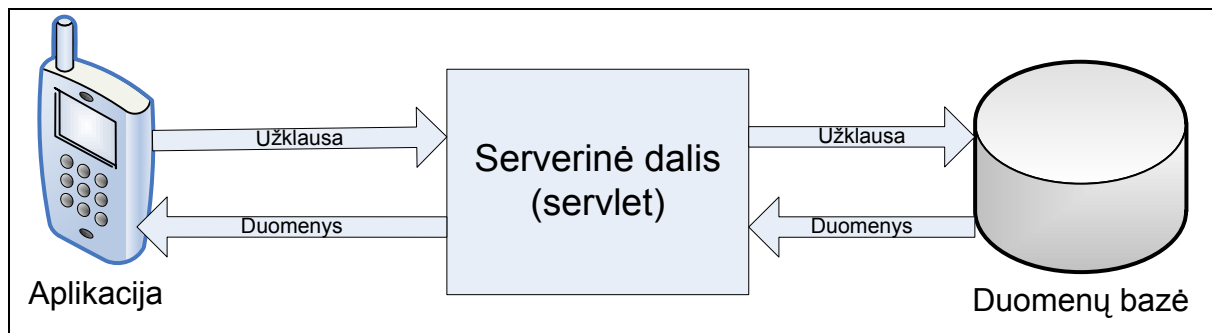 Užklausa
Užklausa
Serverinė dalis
(servlet)
Duomenys
Duomenys
Aplikacija
Duomenų bazė